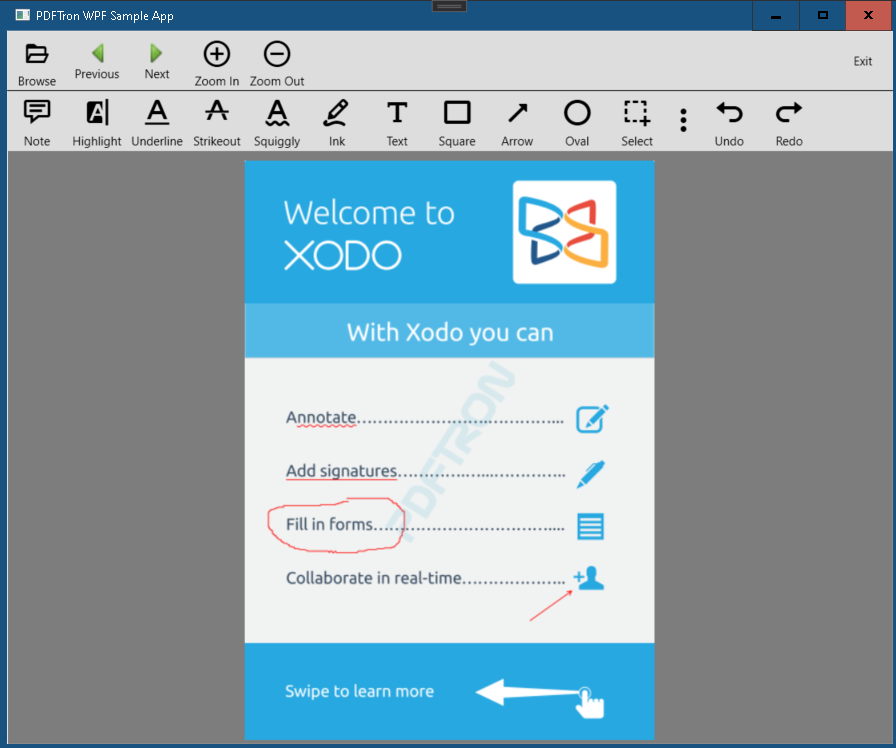 PDFTron WPF Sample App
Browse Previous Next Zoom In Zoom Out Exit
Note Highlight Underline Strikeout Squiggly Ink Text Square Arrow Oval Select Undo Redo
Welcome to
XODO
With Xodo you can
Annotate........................................
Add signatures................................
Fill in forms....................................
Collaborate in real-time....................
PDFTRON
Swipe to learn more